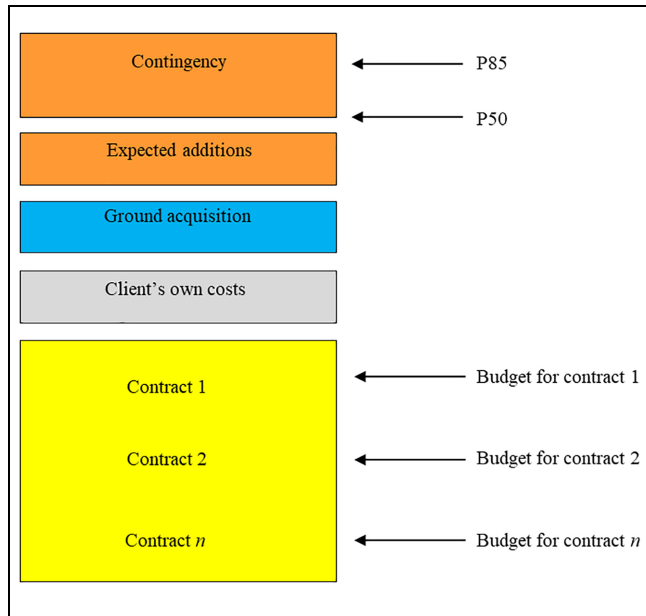 Contingency
P85
P50
Expected additions
Ground acquisition
Client's own costs
Contract 1
Budget for contract 1
Contract 2
Budget for contract 2
Contract n
Budget for contract n